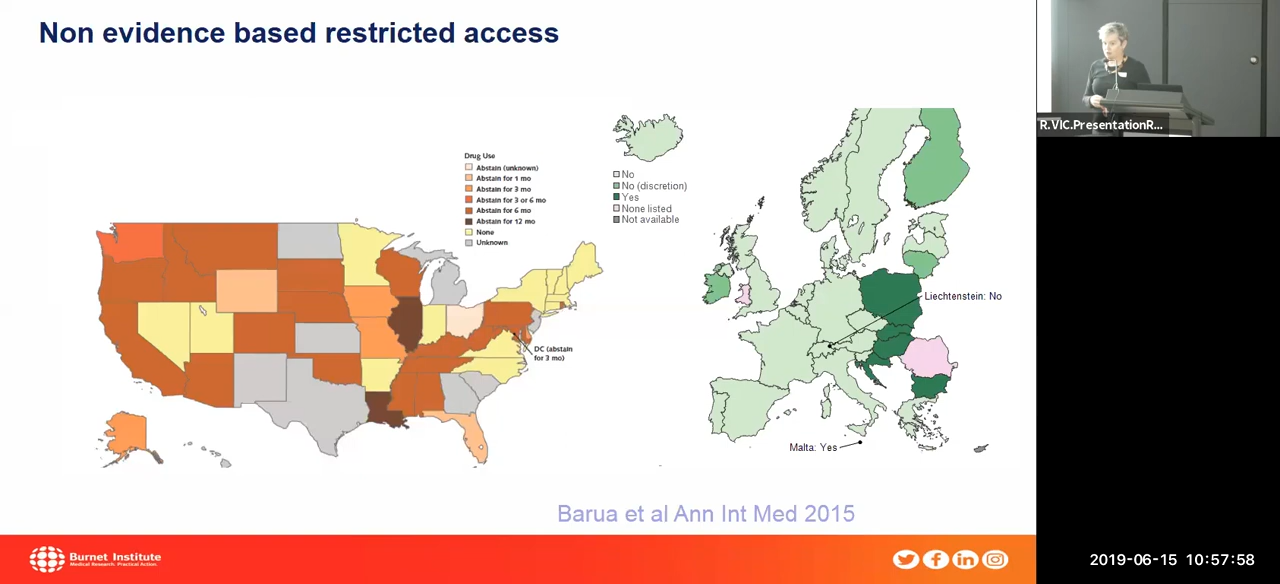 Non evidence based restricted access
R.VIC.PresentationR...
Drug Use
Abstain (unknown)
Abstain for 1 mo
Abstain for 3 mo
Abstain for 3 or 6 mo
Abstain for 6 mo
Abstain for 12 mo
None
Unknown
DC (abstain
for 3 mo)
No
No (discretion)
Yes
None listed
Not available
Liechtenstein: No
Malta: Yes
Barua et al Ann Int Med 2015
Burnet Institute
Medical Research. Practical Action.
2019-06-15 10:57:58